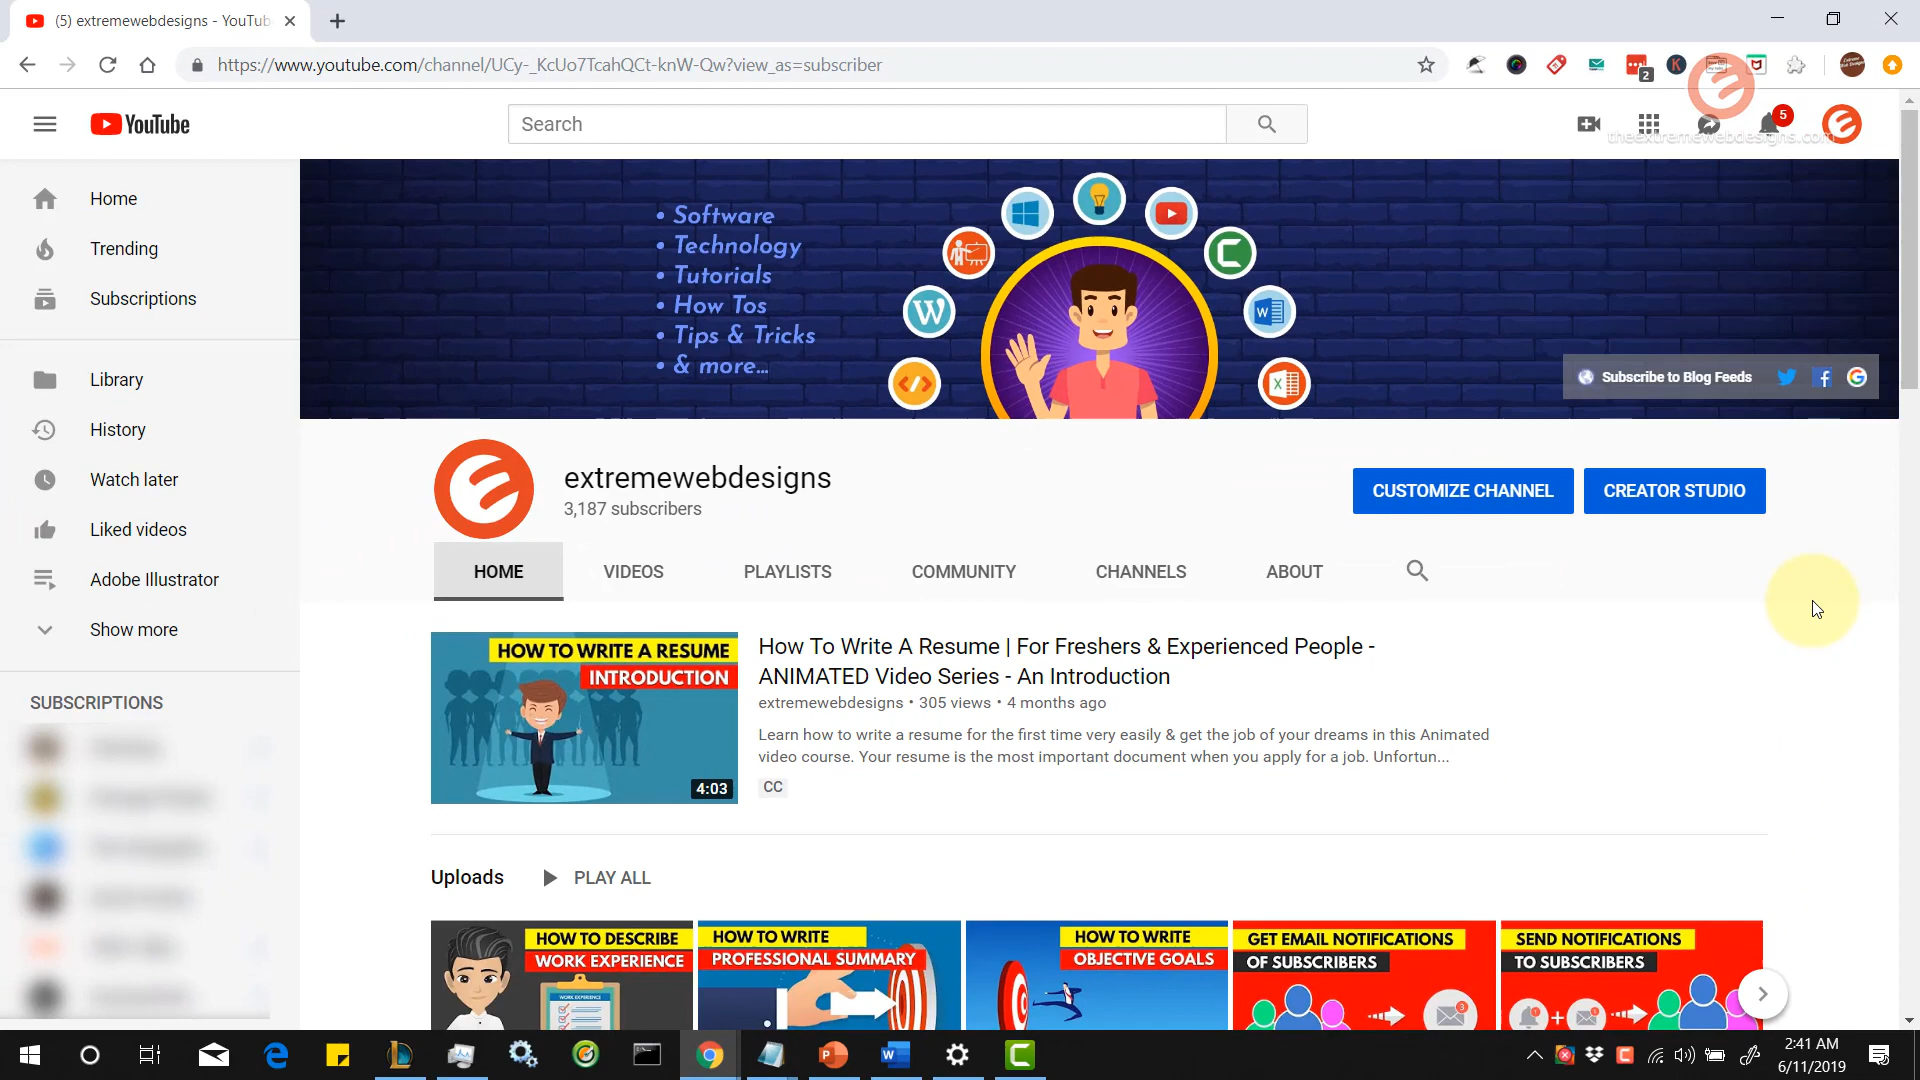 (5) extremewebdesigns - YouTub
https://www.youtube.com/channel/UCy-_KcUo7TcahQCt-knW-Qw?view_as=subscriber
2
YouTube
Search
5
theextremewebdesigns.com
Home
Trending
Subscriptions
Library
History
Watch later
Liked videos
Adobe Illustrator
Show more
SUBSCRIPTIONS
• Software
• Technology
• Tutorials
• How Tos
• Tips & Tricks
• & more...
Subscribe to Blog Feeds
extremewebdesigns
3,187 subscribers
CUSTOMIZE CHANNEL
CREATOR STUDIO
HOME
VIDEOS
PLAYLISTS
COMMUNITY
CHANNELS
ABOUT
HOW TO WRITE A RESUME
INTRODUCTION
4:03
How To Write A Resume | For Freshers & Experienced People -
ANIMATED Video Series - An Introduction
extremewebdesigns • 305 views • 4 months ago
Learn how to write a resume for the first time very easily & get the job of your dreams in this Animated
video course. Your resume is the most important document when you apply for a job. Unfortun...
CC
Uploads
PLAY ALL
HOW TO DESCRIBE
WORK EXPERIENCE
WORK EXPERIENCE
HOW TO WRITE
PROFESSIONAL SUMMARY
HOW TO WRITE
OBJECTIVE GOALS
GET EMAIL NOTIFICATIONS
OF SUBSCRIBERS
3
SEND NOTIFICATIONS
TO SUBSCRIBERS
2:41 AM
6/11/2019